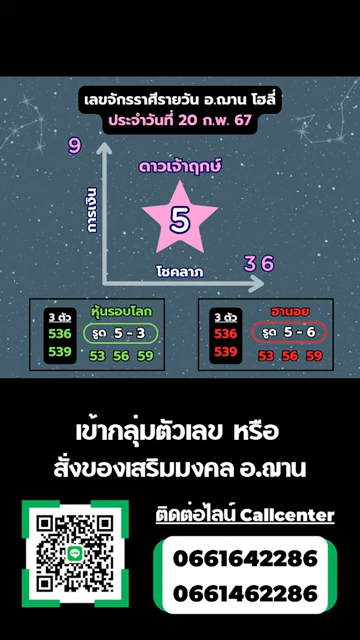 เลขจักรราศีรายวัน อ.ฌาน โฮลี่
ประจำวันที่ 20 ก.พ. 67
9
ดาวเจ้าฤกษ์
การเงิน
5
โชคลาภ
3 6
3 ตัว
536
539
หุ้นรอบโลก
รูด 5 - 3
53 56 59
3 ตัว
536
539
ฮานอย
รูด 5 - 6
53 56 59
เข้ากลุ่มตัวเลข หรือ
สั่งของเสริมมงคล อ.ฌาน
ติดต่อไลน์ Callcenter
0661642286
0661462286